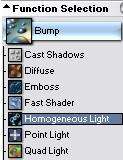 Function Selection
Bump
Cast Shadows
Diffuse
Emboss
Fast Shader
Homogeneous Light
Point Light
Quad Light